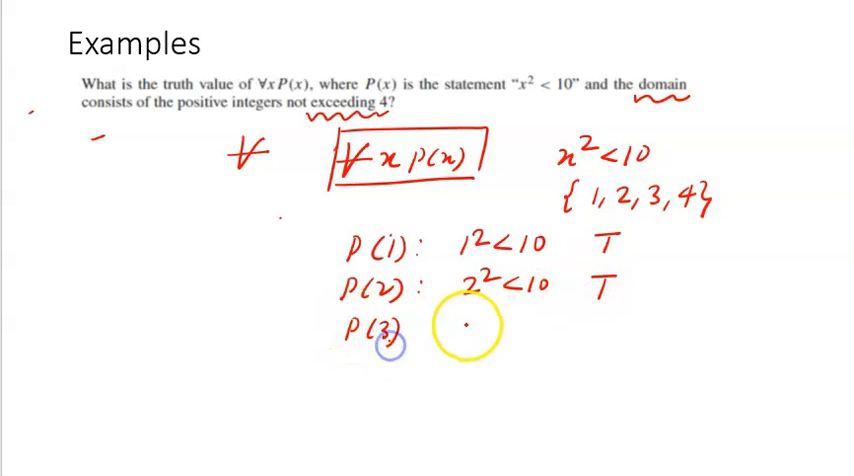 Examples
What is the truth value of ∀xP(x), where P(x) is the statement “x² < 10” and the domain
consists of the positive integers not exceeding 4?
∀ ∀ x P(x) x² < 10
{ 1, 2, 3, 4 }
P(1) : 1² < 10 T
P(2) : 2² < 10 T
P(3)